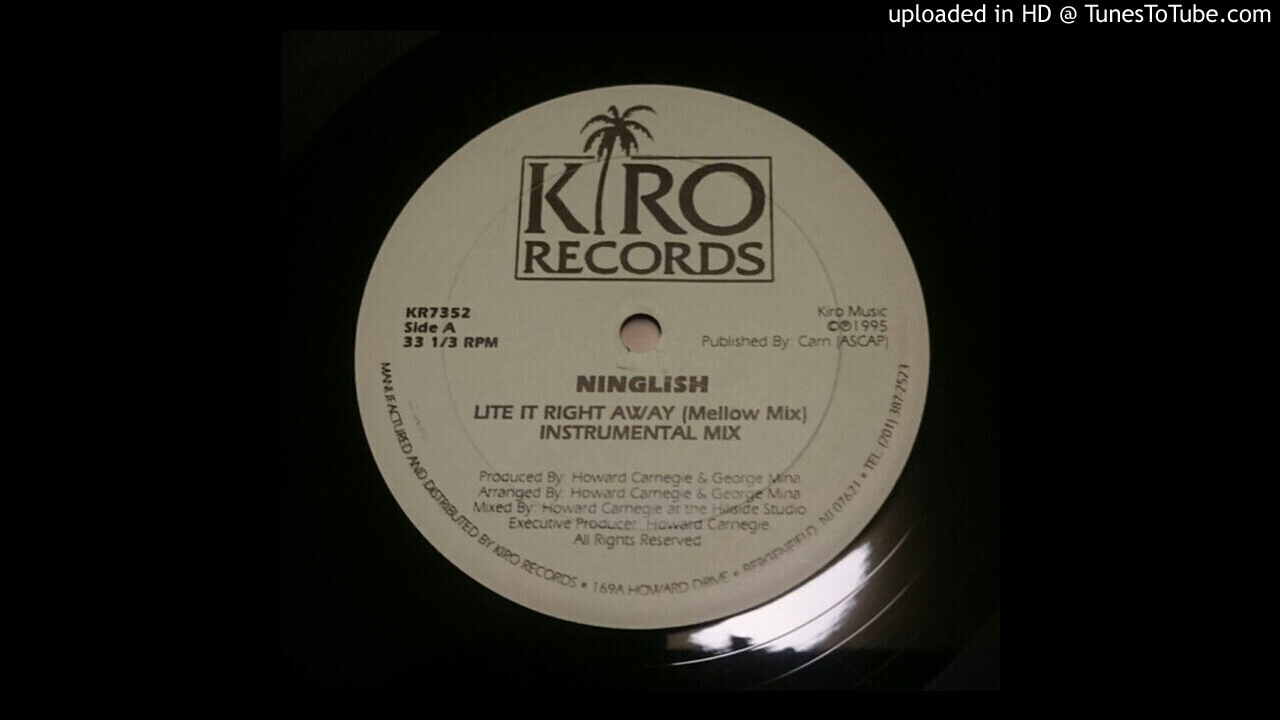 uploaded in HD @ TunesToTube.com
KIRO
RECORDS
KR7352
Side A
33 1/3 RPM
Kiro Music
©℗1995
Published By: Carn (ASCAP)
NINGLISH
LITE IT RIGHT AWAY (Mellow Mix)
INSTRUMENTAL MIX
Produced By: Howard Carnegie & George Mina
Arranged By: Howard Carnegie & George Mina
Mixed By: Howard Carnegie at the Hillside Studio
Executive Producer: Howard Carnegie
All Rights Reserved
MANUFACTURED AND DISTRIBUTED BY KIRO RECORDS • 169A HOWARD DRIVE • BERGENFIELD, NJ 07621 • TEL. (201) 387-2523